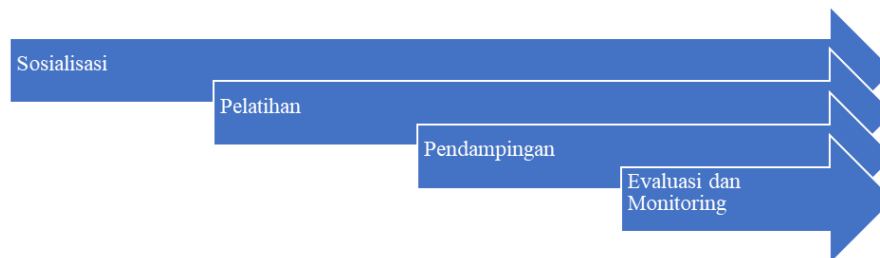 Sosialisasi
Pelatihan
Pendampingan
Evaluasi dan
Monitoring